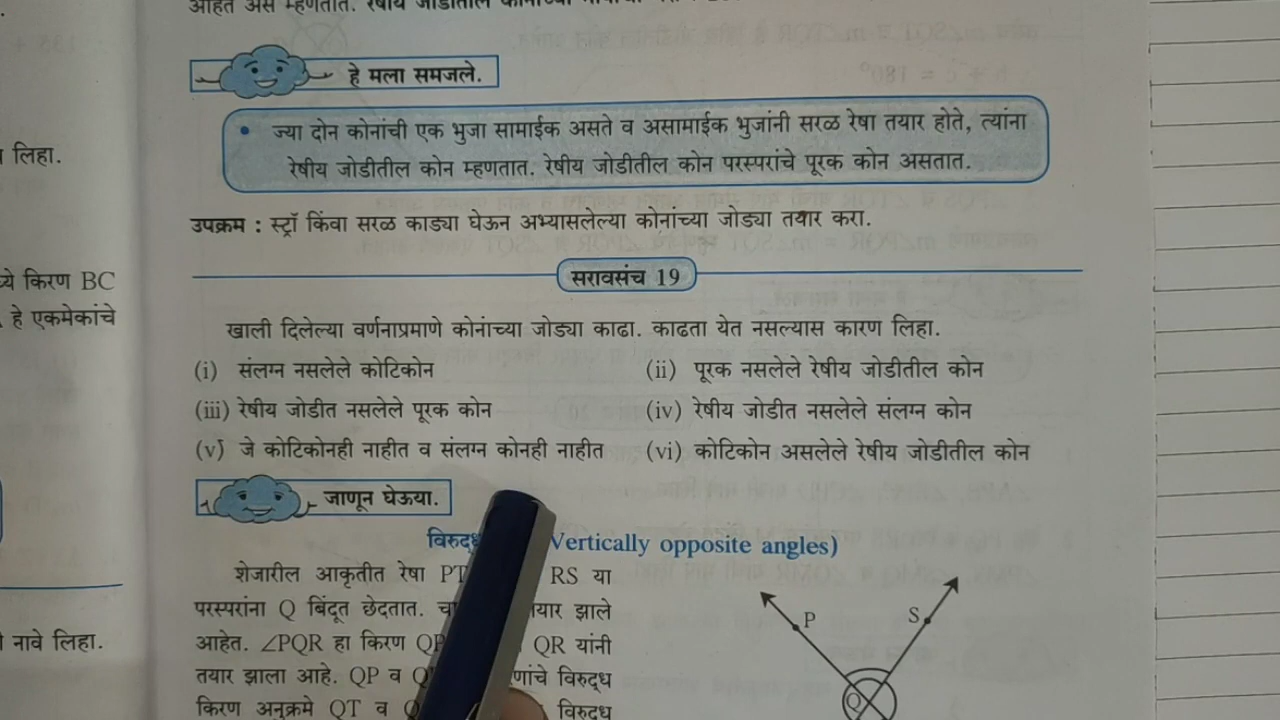 आहेत असे म्हणतात. रेषीय जोडीतील कोनांच्या
हे मला समजले.
• ज्या दोन कोनांची एक भुजा सामाईक असते व असामाईक भुजांनी सरळ रेषा तयार होते, त्यांना
रेषीय जोडीतील कोन म्हणतात. रेषीय जोडीतील कोन परस्परांचे पूरक कोन असतात.
लिहा.
उपक्रम : स्ट्रॉ किंवा सरळ काड्या घेऊन अभ्यासलेल्या कोनांच्या जोड्या तयार करा.
सरावसंच 19
किरण BC
हे एकमेकांचे
खाली दिलेल्या वर्णनाप्रमाणे कोनांच्या जोड्या काढा. काढता येत नसल्यास कारण लिहा.
(i) संलग्न नसलेले कोटिकोन (ii) पूरक नसलेले रेषीय जोडीतील कोन
(iii) रेषीय जोडीत नसलेले पूरक कोन (iv) रेषीय जोडीत नसलेले संलग्न कोन
(v) जे कोटिकोनही नाहीत व संलग्न कोनही नाहीत (vi) कोटिकोन असलेले रेषीय जोडीतील कोन
जाणून घेऊया.
Vertically opposite angles)
शेजारील आकृतीत रेषा PT RS या
परस्परांना Q बिंदूत छेदतात. झाले
आहेत. ∠PQR हा किरण QP QR यांनी
तयार झाला आहे. QP व विरुद्ध
किरण अनुक्रमे QT व विरुद्ध
नावे लिहा.
P S
Q